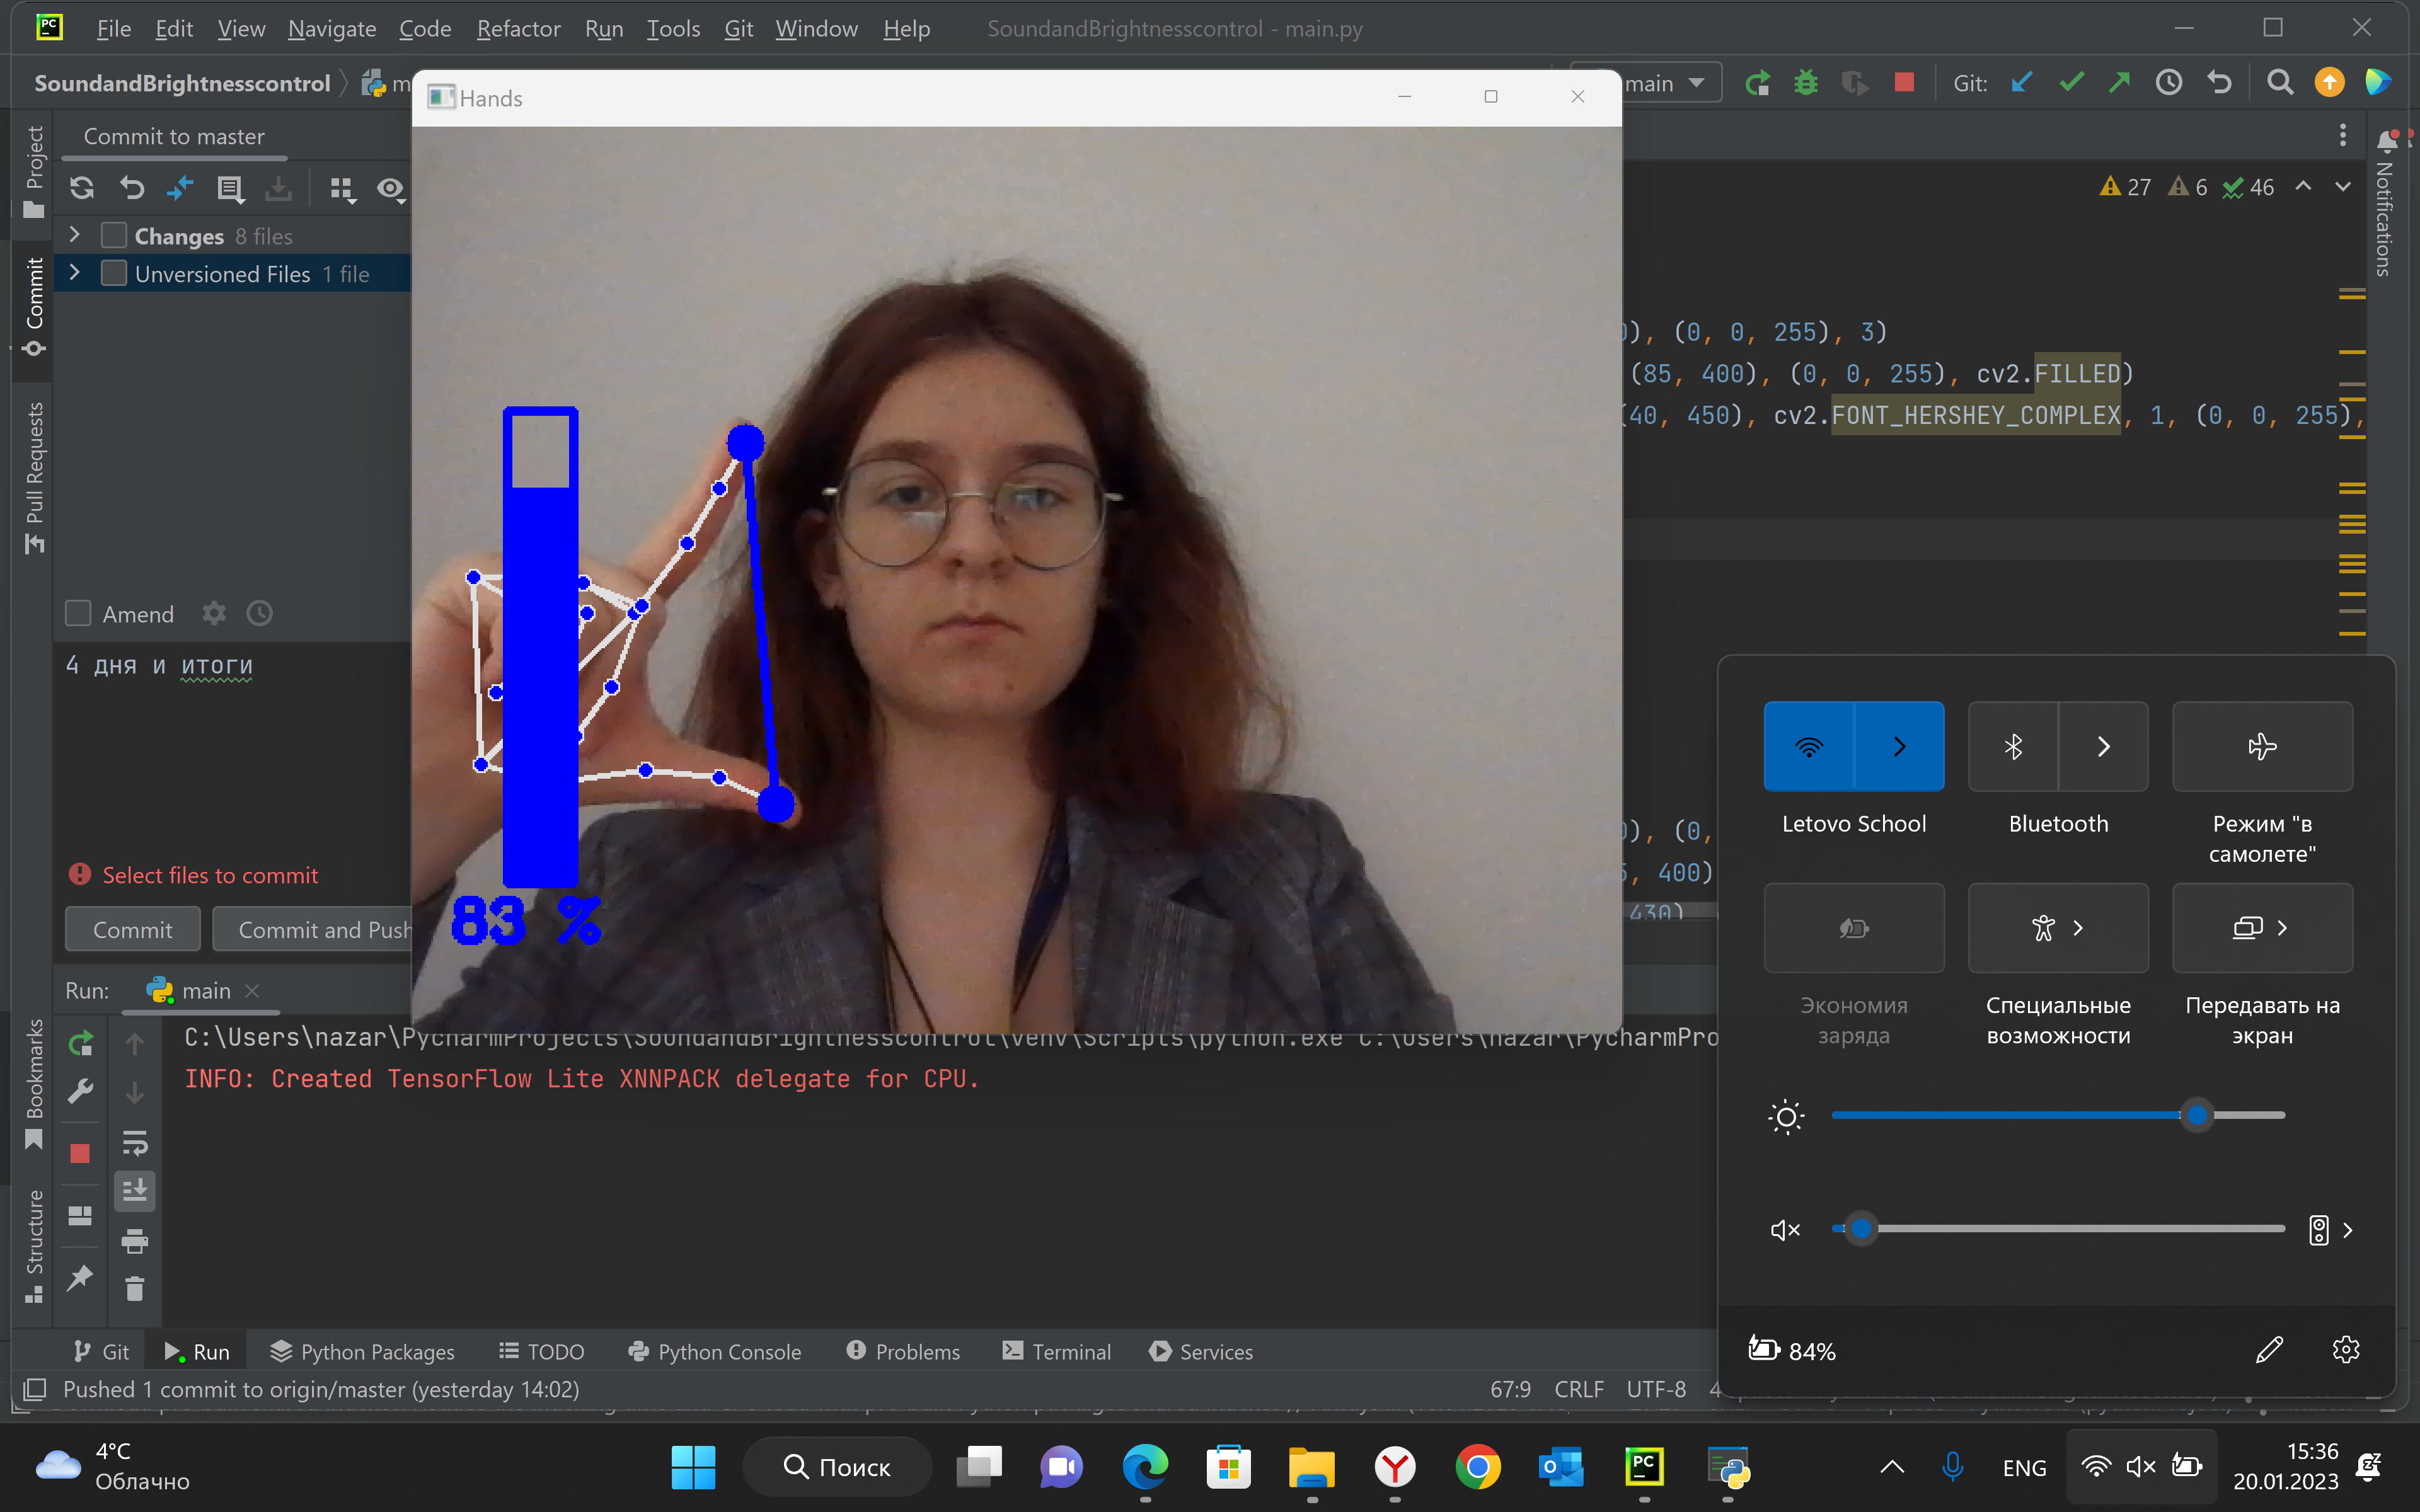 File Edit View Navigate Code Refactor Run Tools Git Window Help SoundandBrightnesscontrol - main.py
SoundandBrightnesscontrol m
main Git:
Hands
Commit to master
27 6 46
Changes 8 files
Unversioned Files 1 file
), (0, 0, 255), 3)
(85, 400), (0, 0, 255), cv2.FILLED)
(40, 450), cv2.FONT_HERSHEY_COMPLEX, 1, (0, 0, 255),
Amend
4 дня и итоги
), (0,
, 400)
430)
Select files to commit
Commit Commit and Push
83 %
Run: main
C:\Users\nazar\PycharmProjects\SoundandBrightnesscontrol\venv\Scripts\python.exe C:\Users\nazar\PycharmPro
INFO: Created TensorFlow Lite XNNPACK delegate for CPU.
Project
Commit
Pull Requests
Bookmarks
Structure
Notifications
Letovo School
Bluetooth
Режим "в
самолете"
Экономия
заряда
Специальные
возможности
Передавать на
экран
84%
Git Run Python Packages TODO Python Console Problems Terminal Services
Pushed 1 commit to origin/master (yesterday 14:02)
67:9 CRLF UTF-8 4
4°C
Облачно
Поиск
ENG
15:36
20.01.2023